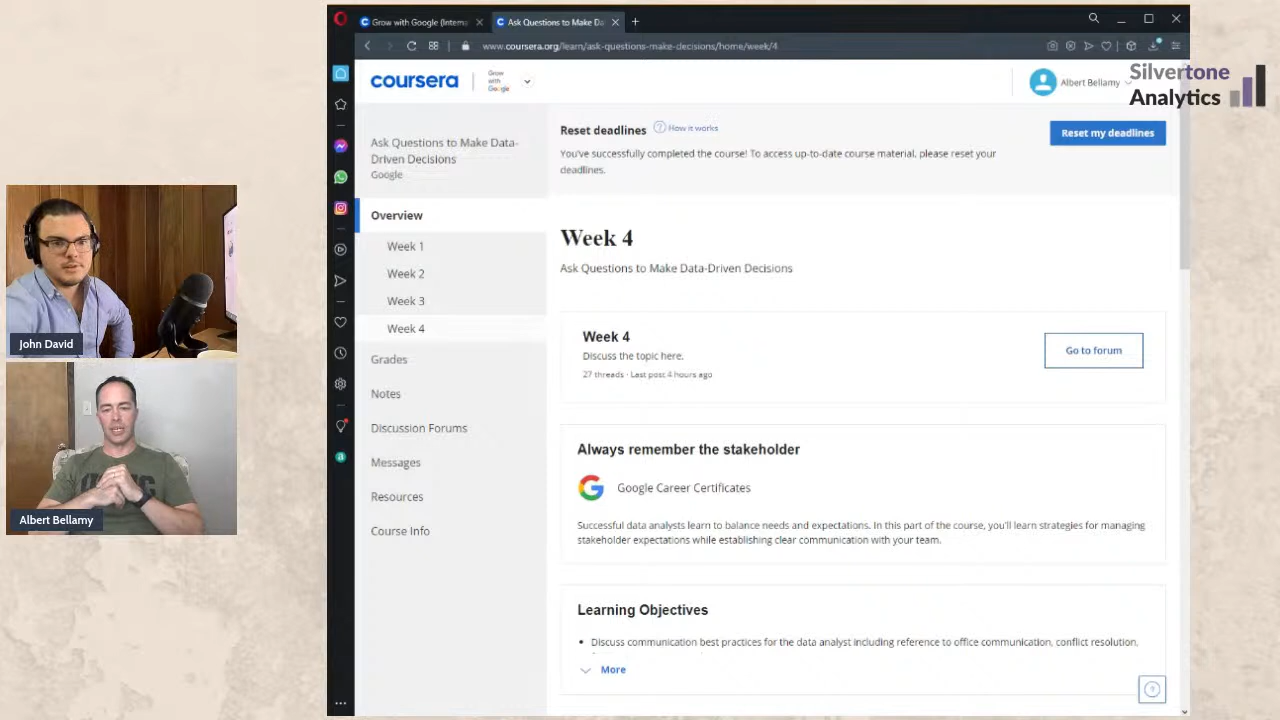 Grow with Google (Interna
Ask Questions to Make Da
www.coursera.org/learn/ask-questions-make-decisions/home/week/4
Silvertone
Analytics
coursera
Grow
with
Google
Albert Bellamy
Ask Questions to Make Data-
Driven Decisions
Google
Overview
Week 1
Week 2
Week 3
Week 4
Grades
Notes
Discussion Forums
Messages
Resources
Course Info
Reset deadlines
How it works
You've successfully completed the course! To access up-to-date course material, please reset your
deadlines.
Reset my deadlines
Week 4
Ask Questions to Make Data-Driven Decisions
Week 4
Discuss the topic here.
27 threads · Last post 4 hours ago
Go to forum
Always remember the stakeholder
Google Career Certificates
Successful data analysts learn to balance needs and expectations. In this part of the course, you'll learn strategies for managing
stakeholder expectations while establishing clear communication with your team.
Learning Objectives
• Discuss communication best practices for the data analyst including reference to office communication, conflict resolution,
More
John David
Albert Bellamy